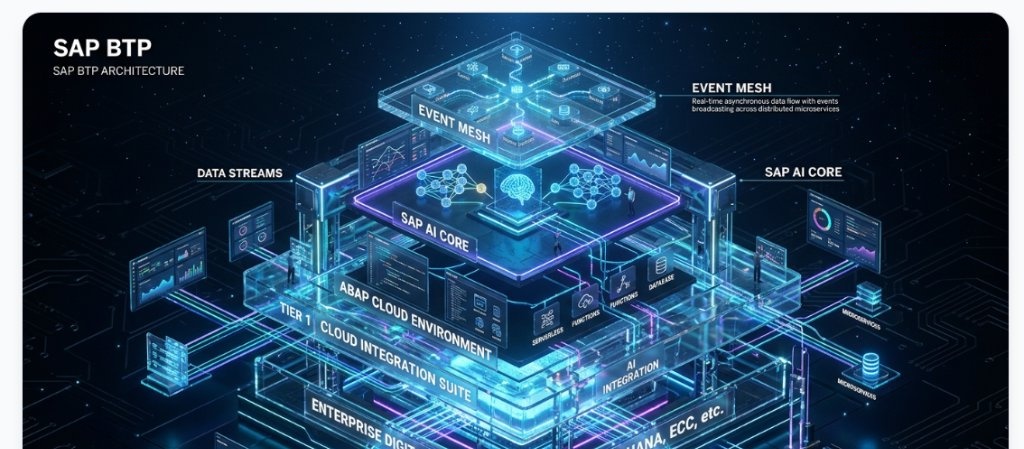 SAP BTP
SAP BTP ARCHITECTURE
EVENT MESH
Real-time asynchronous data flow with events
broadcasting across distributed microservices
EVENT MESH
DATA STREAMS
SAP AI CORE
SAP AI CORE
ABAP CLOUD ENVIRONMENT
SERVERLESS
FUNCTIONS
FUNCTIONS
DATABASE
MICROSERVICES
TIER 1 | CLOUD INTEGRATION SUITE
AI
INTEGRATION
MICROSERVICES
ENTERPRISE DIGIT
HANA, ECC, etc.